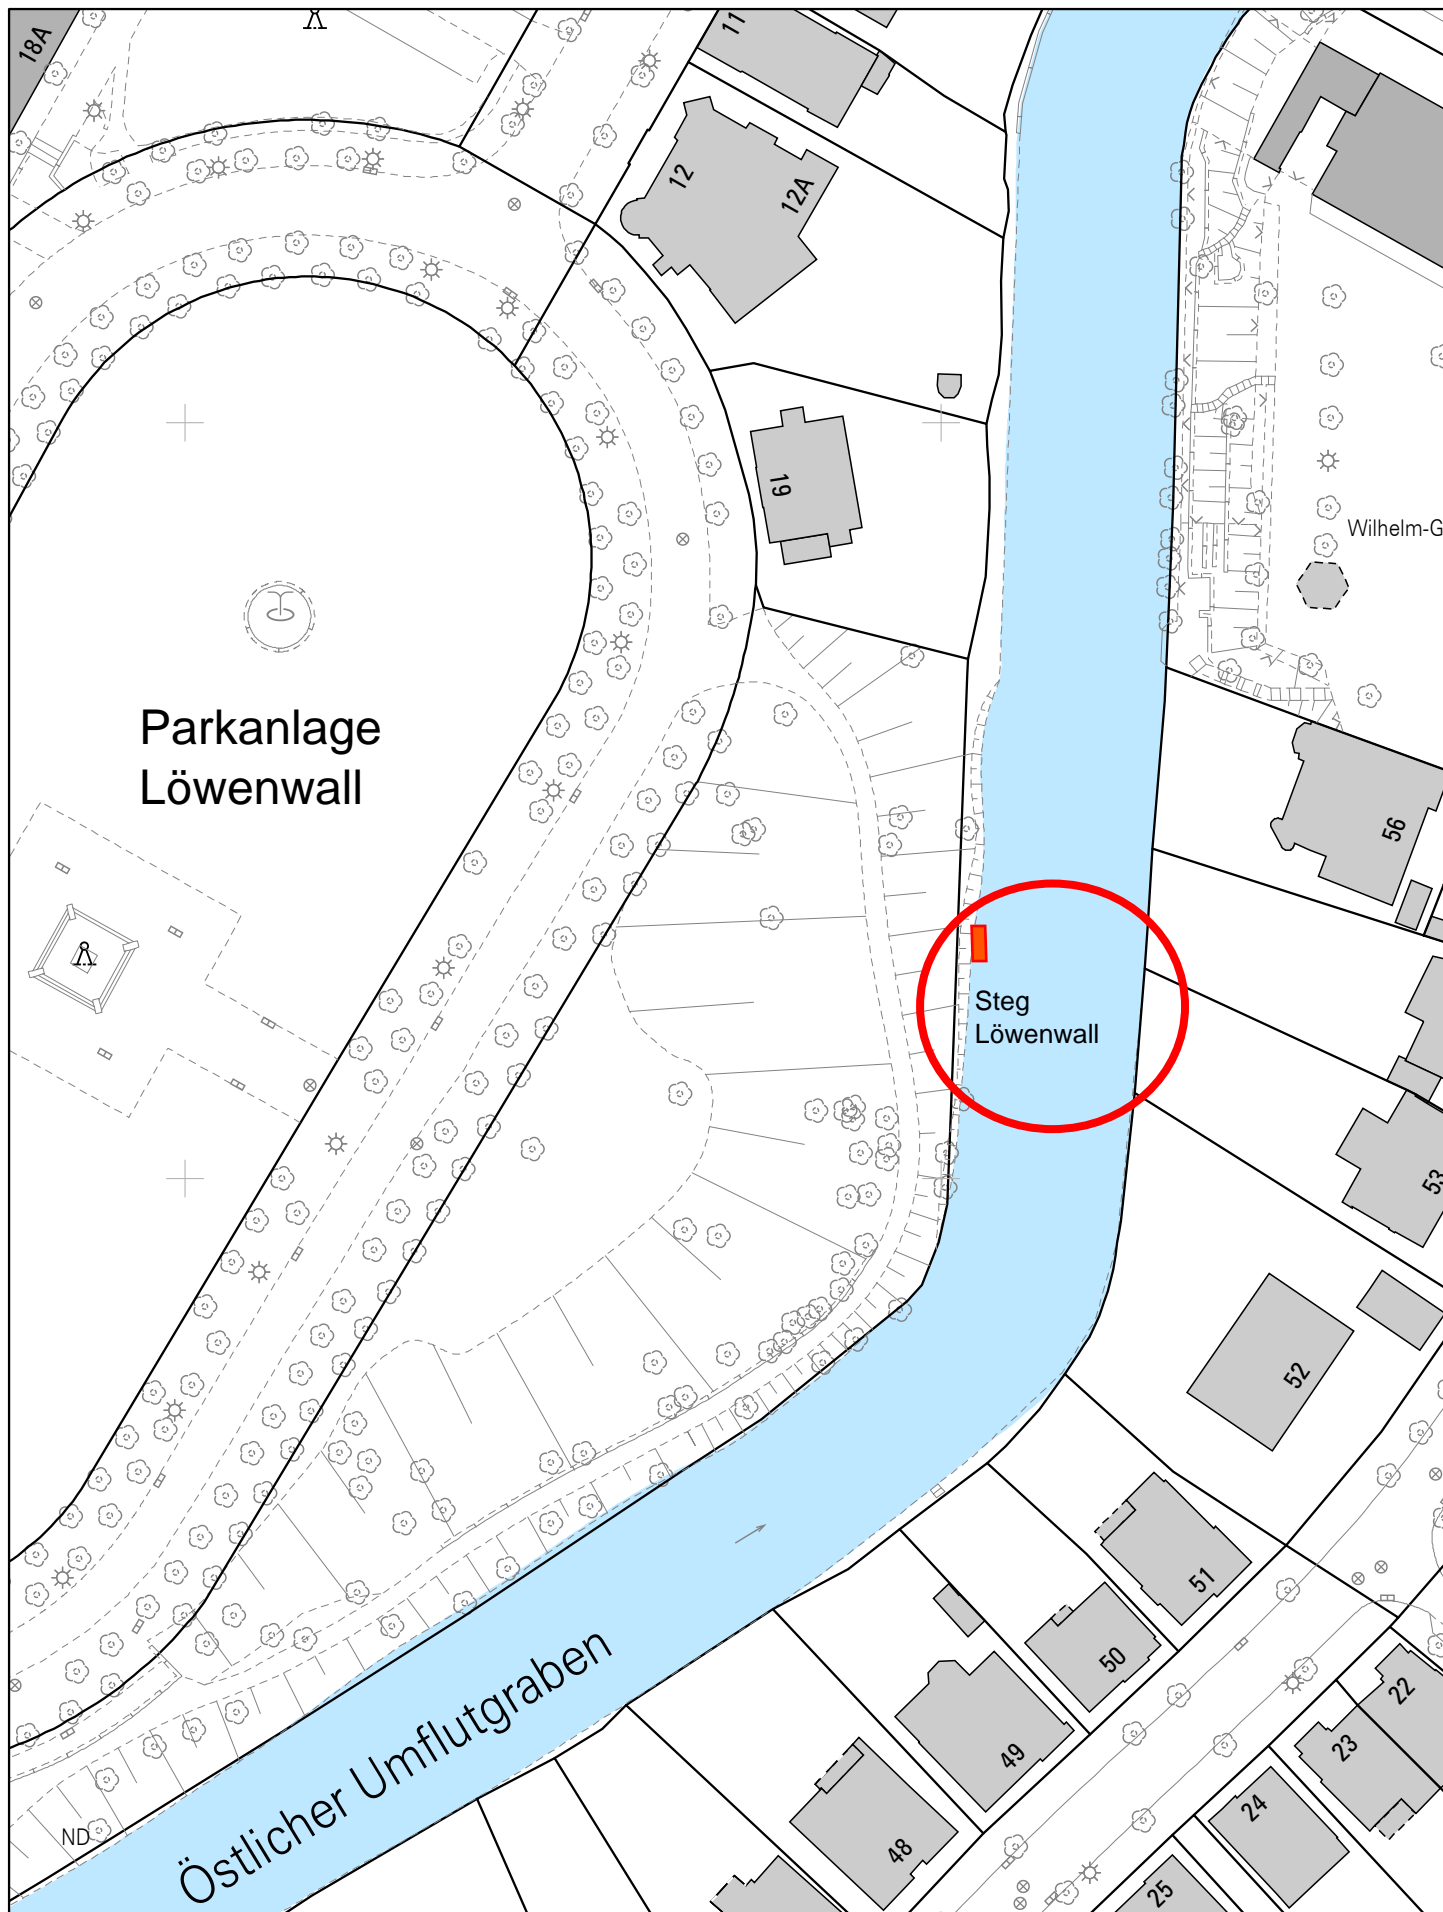 18A
11
12
12A
19
Wilhelm-G
Parkanlage
Löwenwall
56
Steg
Löwenwall
53
52
51
50
49
48
22
23
24
25
ND
Östlicher Umflutgraben